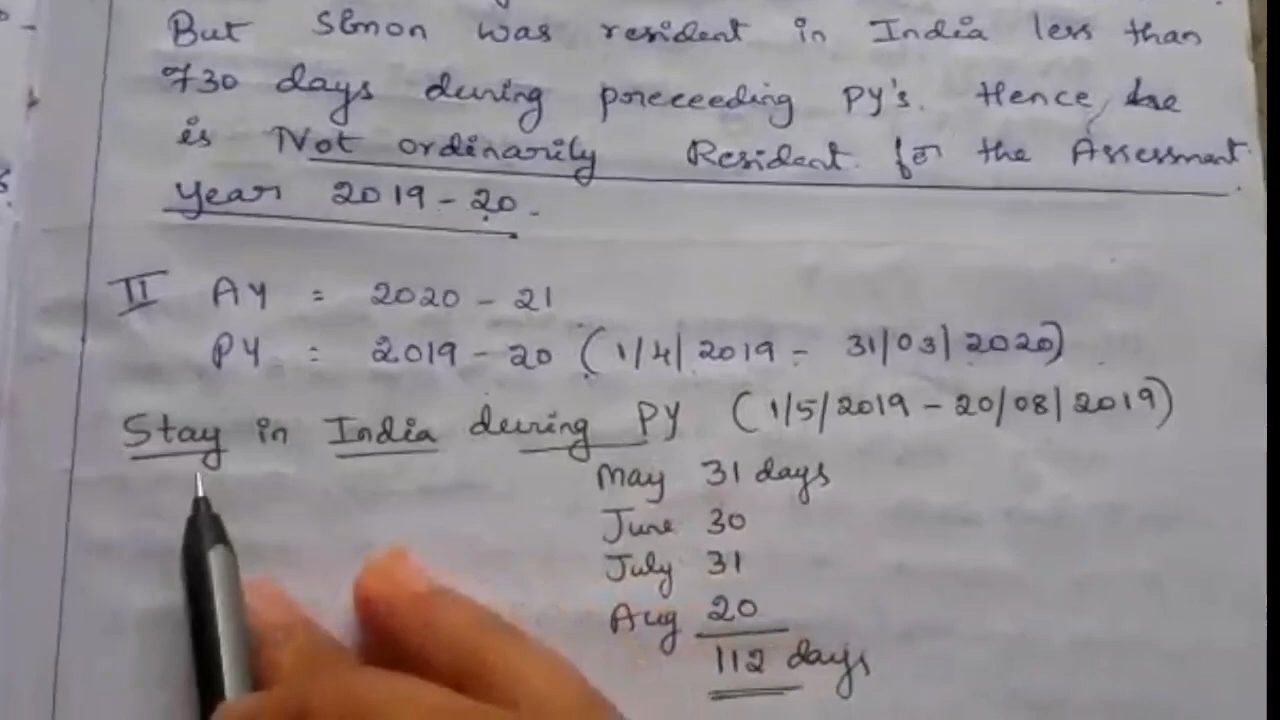 But Simon was resident in India less than
730 days during preceeding PY's. Hence, he
is Not ordinarily Resident for the Assessment
Year 2019-20.
II AY = 2020-21
PY = 2019-20 (1/4/2019 - 31/03/2020)
Stay in India during PY (1/5/2019 - 20/08/2019)
May 31 days
June 30
July 31
Aug 20
112 days